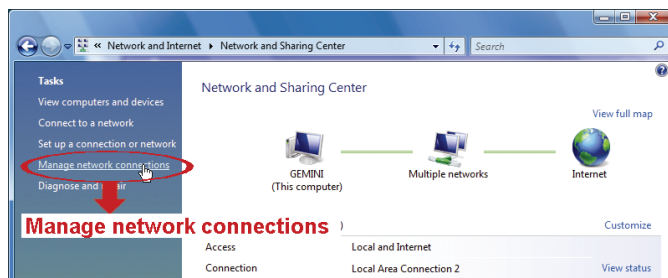 « Network and Internet ▸ Network and Sharing Center
Search
Tasks
View computers and devices
Connect to a network
Set up a connection or network
Manage network connections
Diagnose and
Manage network connections
Network and Sharing Center
View full map
GEMINI
(This computer)
Multiple networks
Internet
)
Customize
Access
Local and Internet
Connection
Local Area Connection 2
View status